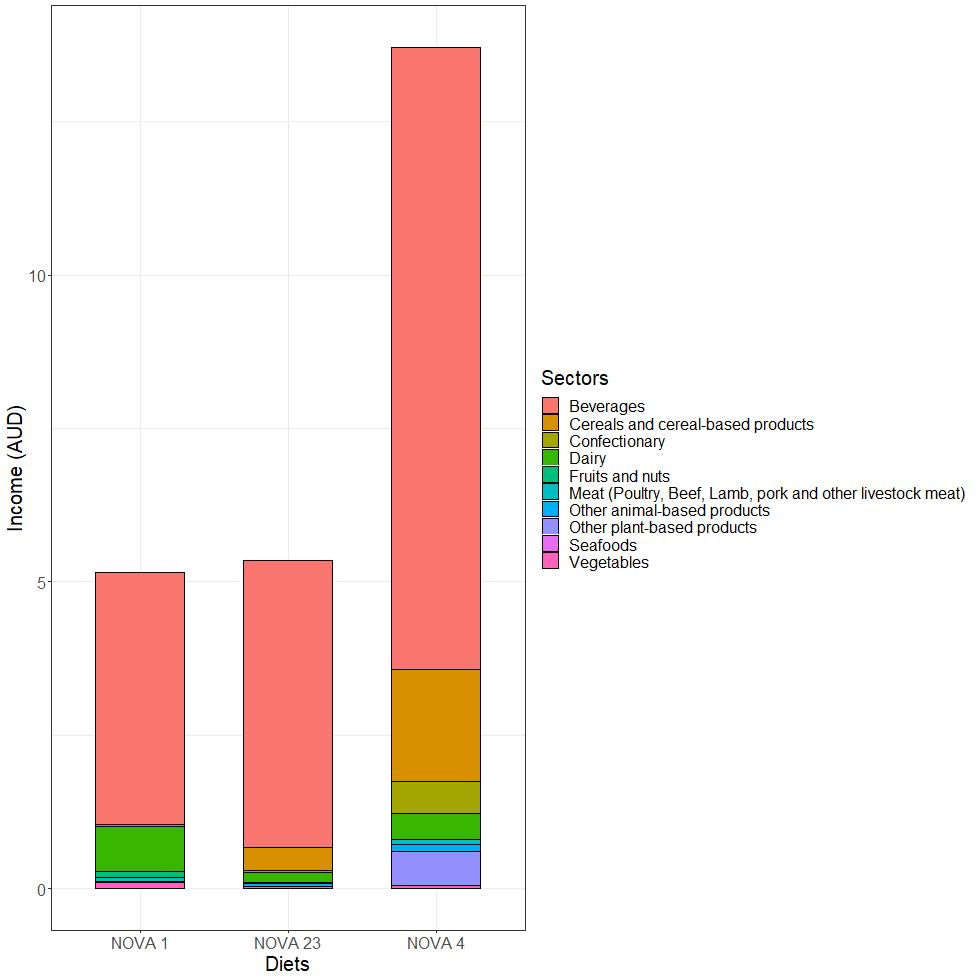 Income (AUD)
10
5
0
NOVA 1
NOVA 23
NOVA 4
Diets
Sectors
Beverages
Cereals and cereal-based products
Confectionary
Dairy
Fruits and nuts
Meat (Poultry, Beef, Lamb, pork and other livestock meat)
Other animal-based products
Other plant-based products
Seafoods
Vegetables